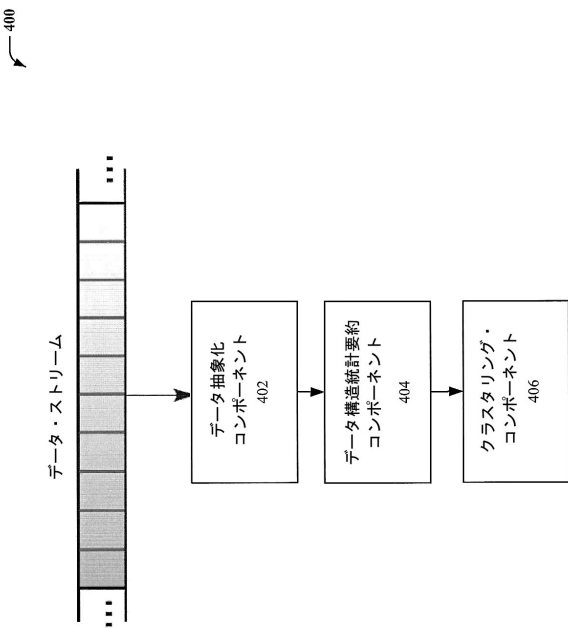 400
データ・ストリーム
データ抽象化
コンポーネント
402
データ構造統計要約
コンポーネント
404
クラスタリング・
コンポーネント
406